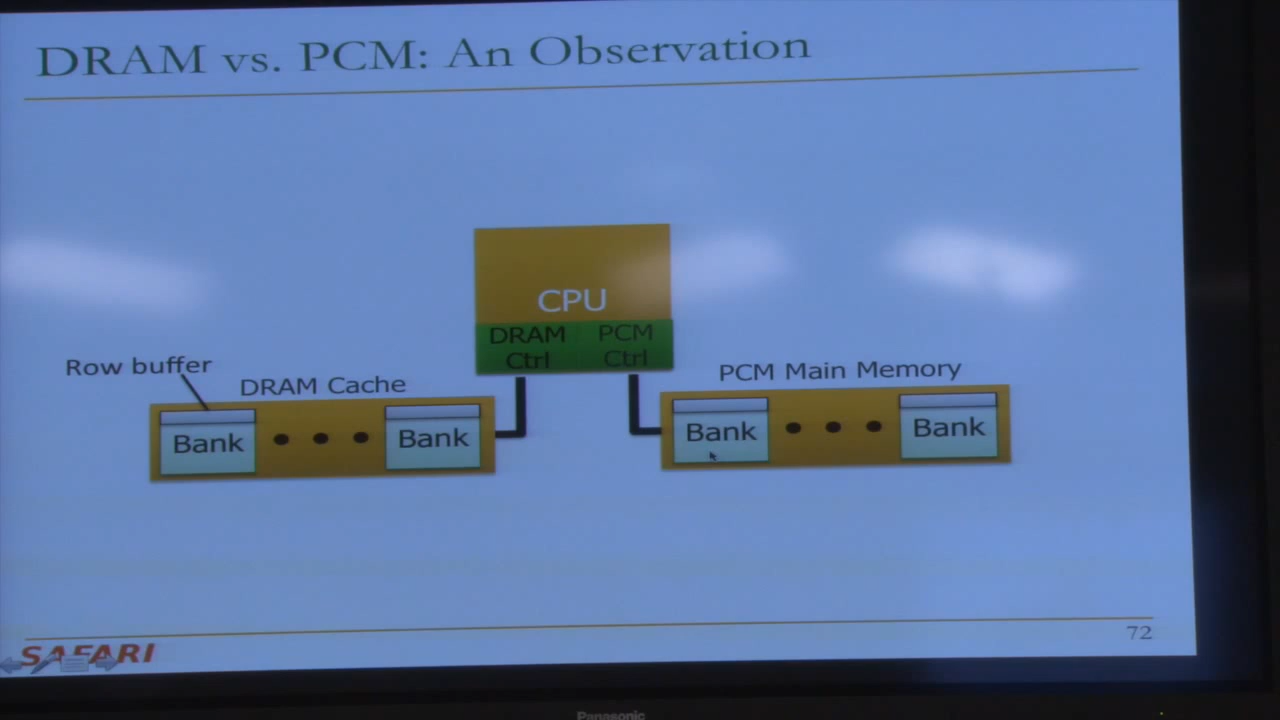 DRAM vs. PCM: An Observation
CPU
DRAM Ctrl
PCM Ctrl
Row buffer
DRAM Cache
Bank
Bank
PCM Main Memory
Bank
Bank
SAFARI
72
Panasonic